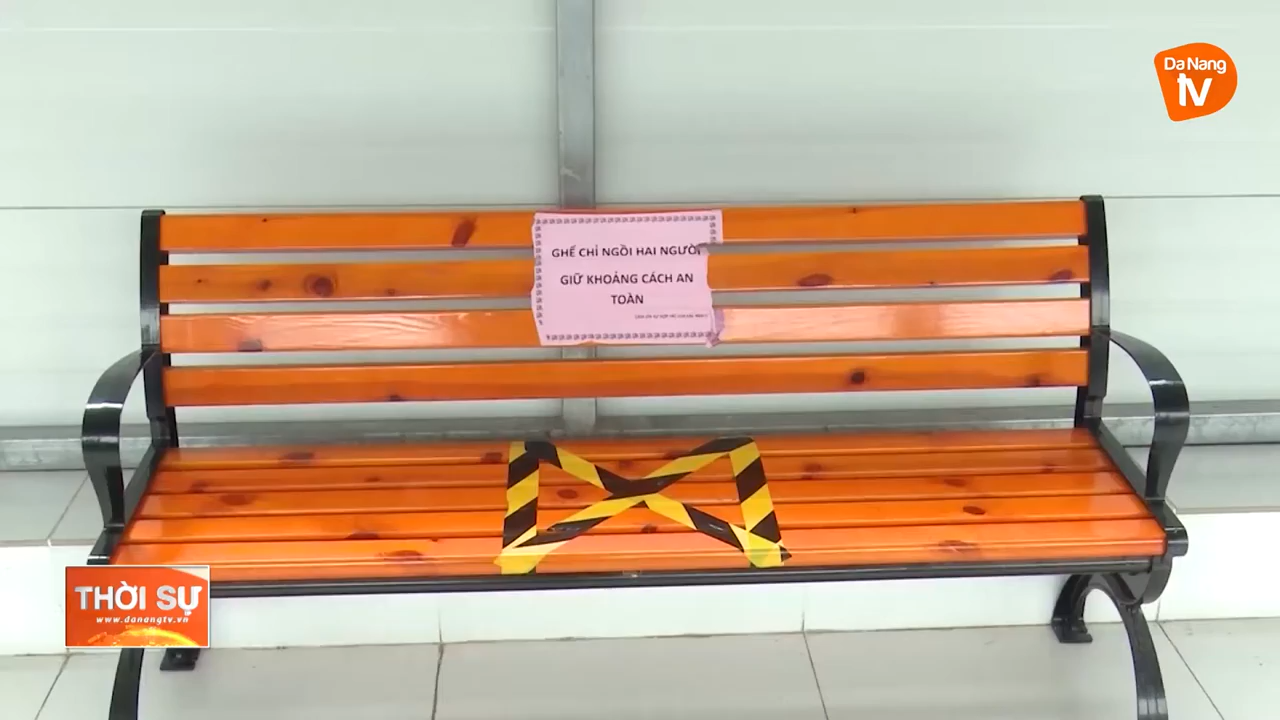 Da Nang
tv
GHẾ CHỈ NGỒI HAI NGƯỜI
GIỮ KHOẢNG CÁCH AN
TOÀN
THỜI SỰ
www.danangtv.vn